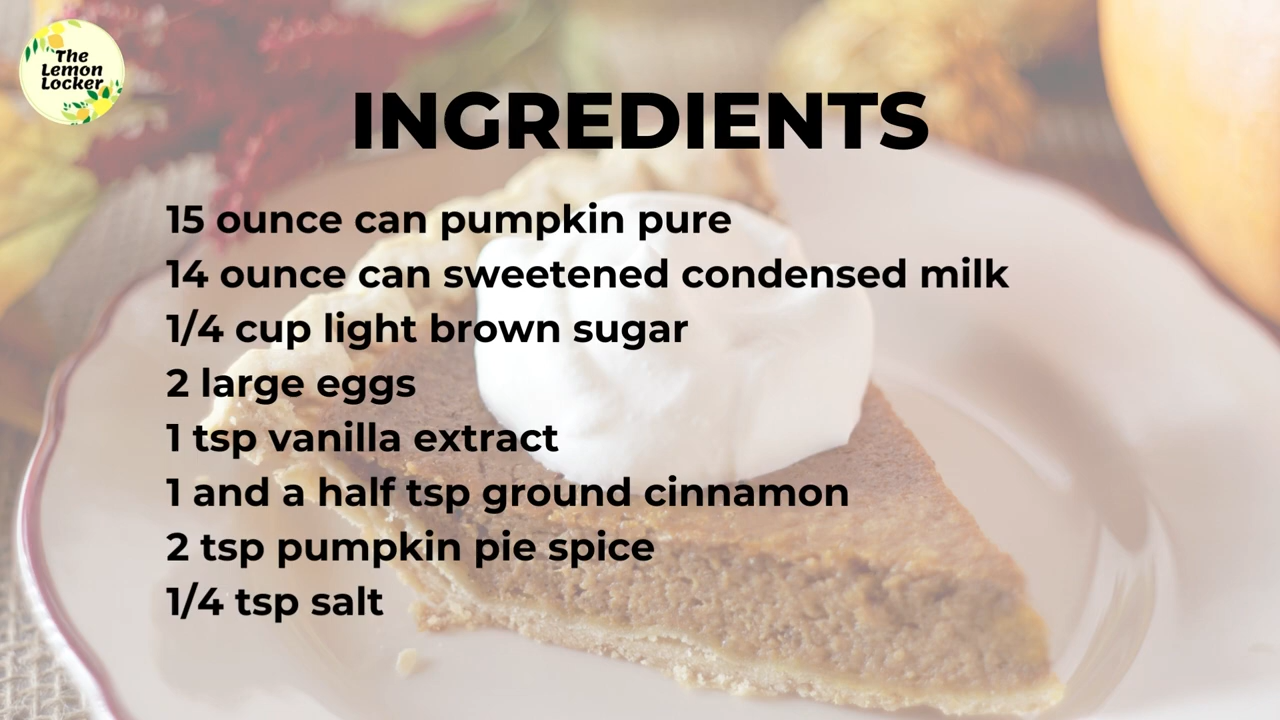 The
Lemon
Locker
INGREDIENTS
15 ounce can pumpkin pure
14 ounce can sweetened condensed milk
1/4 cup light brown sugar
2 large eggs
1 tsp vanilla extract
1 and a half tsp ground cinnamon
2 tsp pumpkin pie spice
1/4 tsp salt